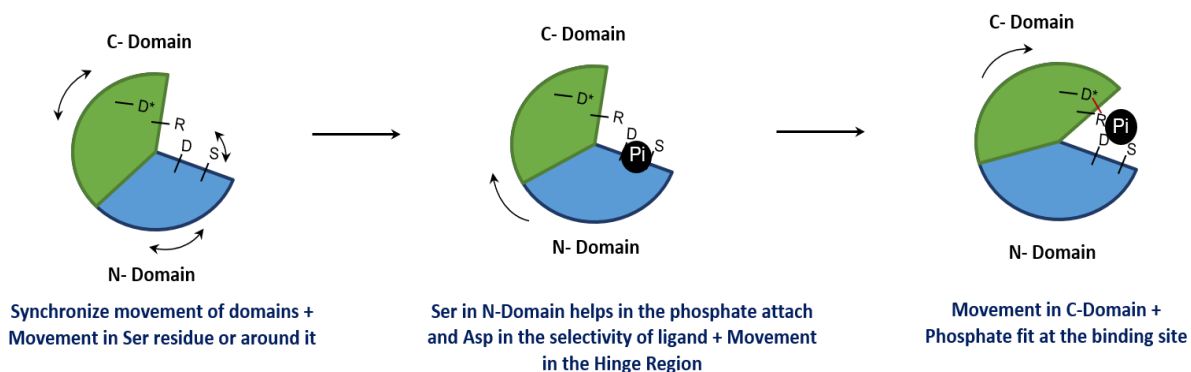 C- Domain
D*
R
D
S
N- Domain
Synchronize movement of domains +
Movement in Ser residue or around it
C- Domain
D*
R
D
S
Pi
N- Domain
Ser in N-Domain helps in the phosphate attach
and Asp in the selectivity of ligand + Movement
in the Hinge Region
C- Domain
D*
R
Pi
D
S
N- Domain
Movement in C-Domain +
Phosphate fit at the binding site